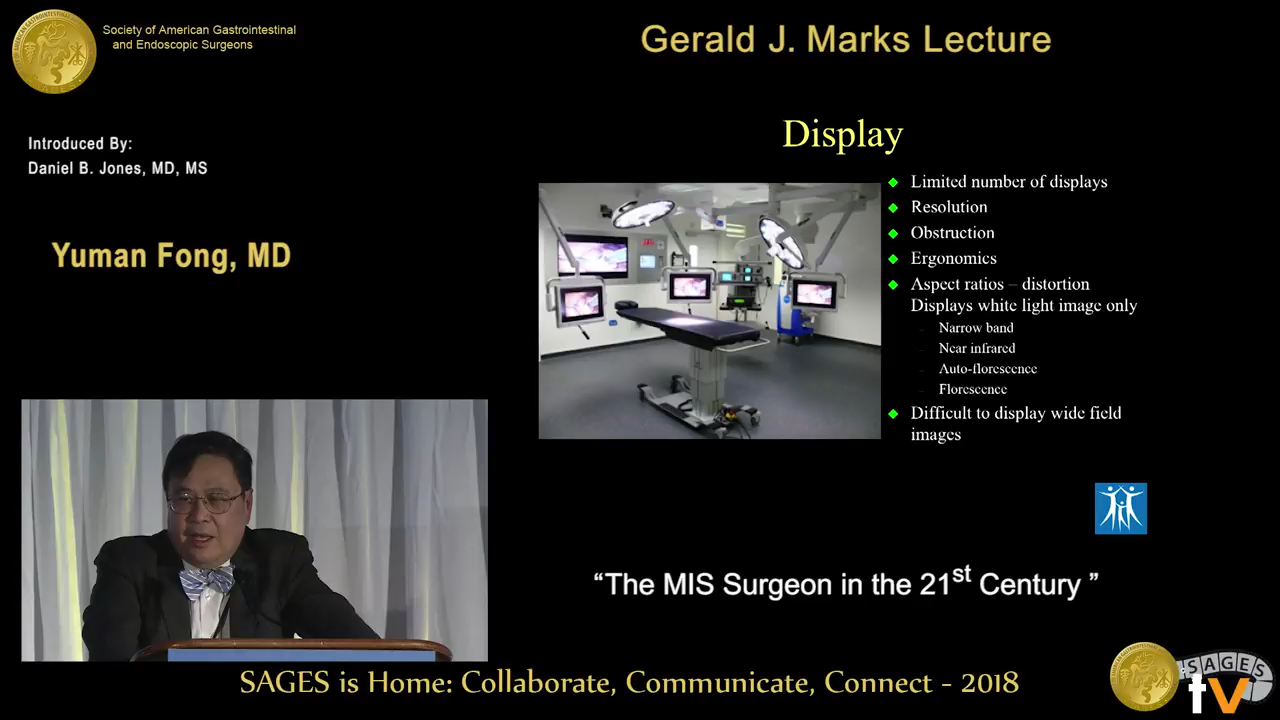 Society of American Gastrointestinal
and Endoscopic Surgeons
Gerald J. Marks Lecture
Introduced By:
Daniel B. Jones, MD, MS
Yuman Fong, MD
Display
Limited number of displays
Resolution
Obstruction
Ergonomics
Aspect ratios – distortion
Displays white light image only
Narrow band
Near infrared
Auto-florescence
Florescence
Difficult to display wide field
images
“The MIS Surgeon in the 21st Century ”
SAGES is Home: Collaborate, Communicate, Connect - 2018
SAGES
tv